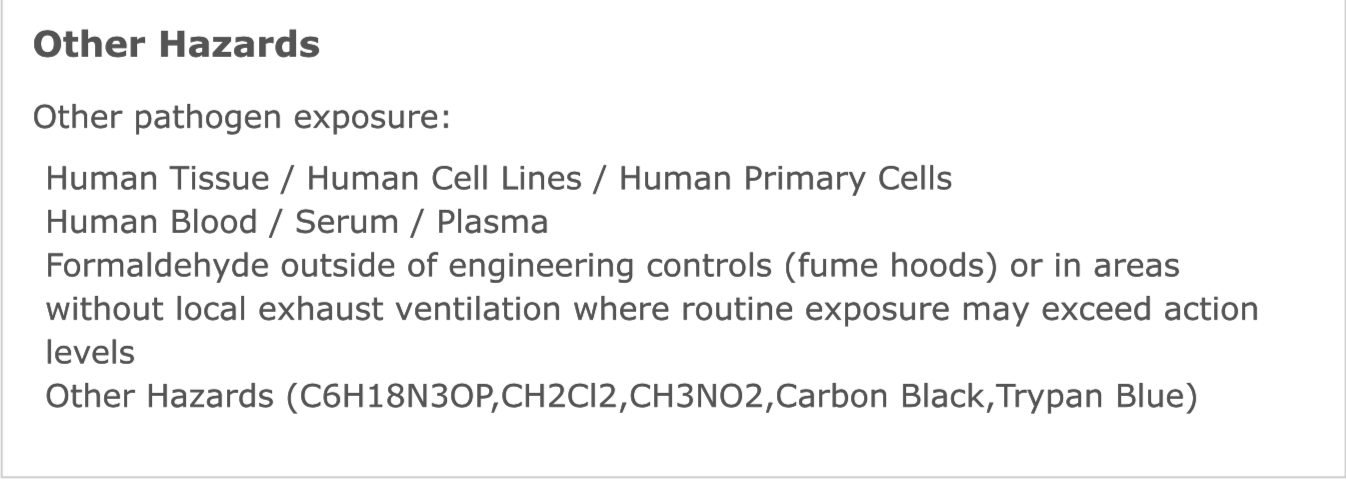 Other Hazards
Other pathogen exposure:
Human Tissue / Human Cell Lines / Human Primary Cells
Human Blood / Serum / Plasma
Formaldehyde outside of engineering controls (fume hoods) or in areas
without local exhaust ventilation where routine exposure may exceed action
levels
Other Hazards (C6H18N3OP,CH2Cl2,CH3NO2,Carbon Black,Trypan Blue)